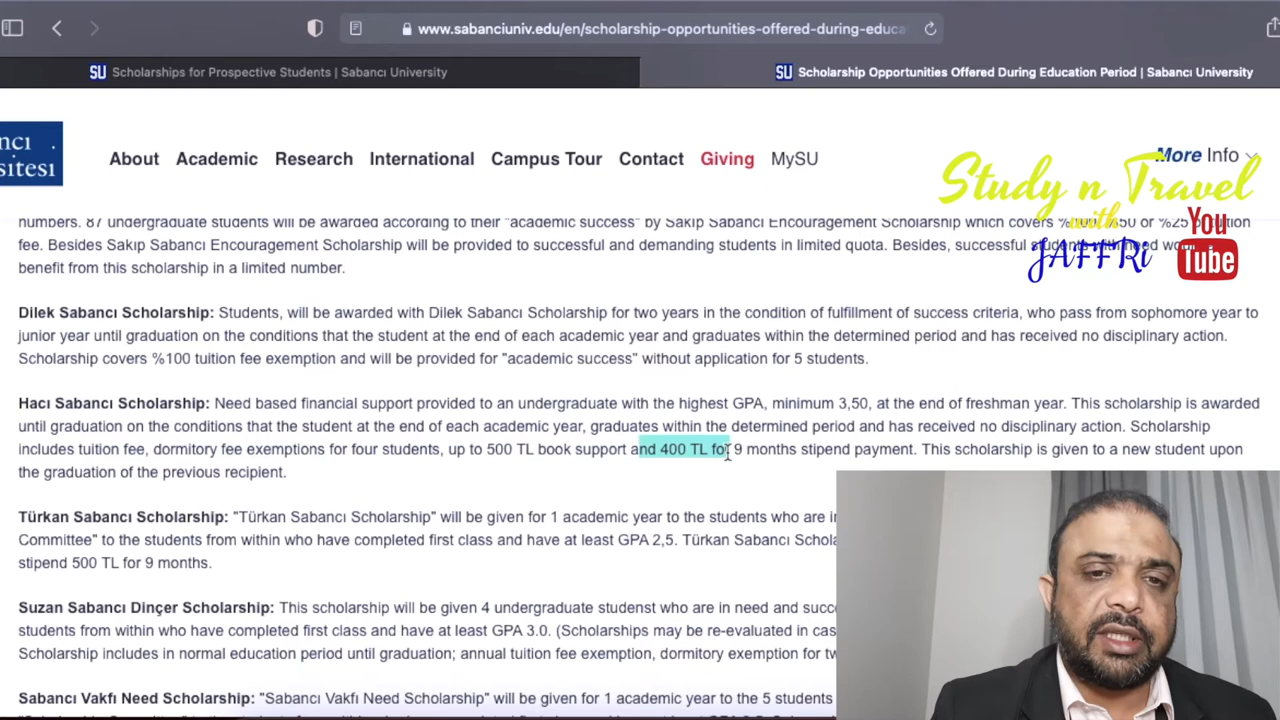 www.sabanciuniv.edu/en/scholarship-opportunities-offered-during-educa
SU Scholarships for Prospective Students | Sabancı University
SU Scholarship Opportunities Offered During Education Period | Sabancı University
ncı
sitesi
About Academic Research International Campus Tour Contact Giving MySU
More Info
Study n Travel
with
JAFFRi
You
Tube
numbers. 87 undergraduate students will be awarded according to the "academic success" by Sakıp Sabancı Encouragement Scholarship which covers %50 or %25
fee. Besides Sakıp Sabancı Encouragement Scholarship will be provided to successful and demanding students in limited quota. Besides, successful students with need
benefit from this scholarship in a limited number.
Dilek Sabancı Scholarship: Students, will be awarded with Dilek Sabancı Scholarship for two years in the condition of fulfillment of success criteria, who pass from sophomore year to
junior year until graduation on the conditions that the student at the end of each academic year and graduates within the determined period and has received no disciplinary action.
Scholarship covers %100 tuition fee exemption and will be provided for "academic success" without application for 5 students.
Hacı Sabancı Scholarship: Need based financial support provided to an undergraduate with the highest GPA, minimum 3,50, at the end of freshman year. This scholarship is awarded
until graduation on the conditions that the student at the end of each academic year, graduates within the determined period and has received no disciplinary action. Scholarship
includes tuition fee, dormitory fee exemptions for four students, up to 500 TL book support and 400 TL for 9 months stipend payment. This scholarship is given to a new student upon
the graduation of the previous recipient.
Türkan Sabancı Scholarship: "Türkan Sabancı Scholarship" will be given for 1 academic year to the students who are in
Committee" to the students from within who have completed first class and have at least GPA 2,5. Türkan Sabancı Schola
stipend 500 TL for 9 months.
Suzan Sabancı Dinçer Scholarship: This scholarship will be given 4 undergraduate studenst who are in need and succe
students from within who have completed first class and have at least GPA 3.0. (Scholarships may be re-evaluated in cas
Scholarship includes in normal education period until graduation; annual tuition fee exemption, dormitory exemption for tw
Sabancı Vakfı Need Scholarship: "Sabancı Vakfı Need Scholarship" will be given for 1 academic year to the 5 students